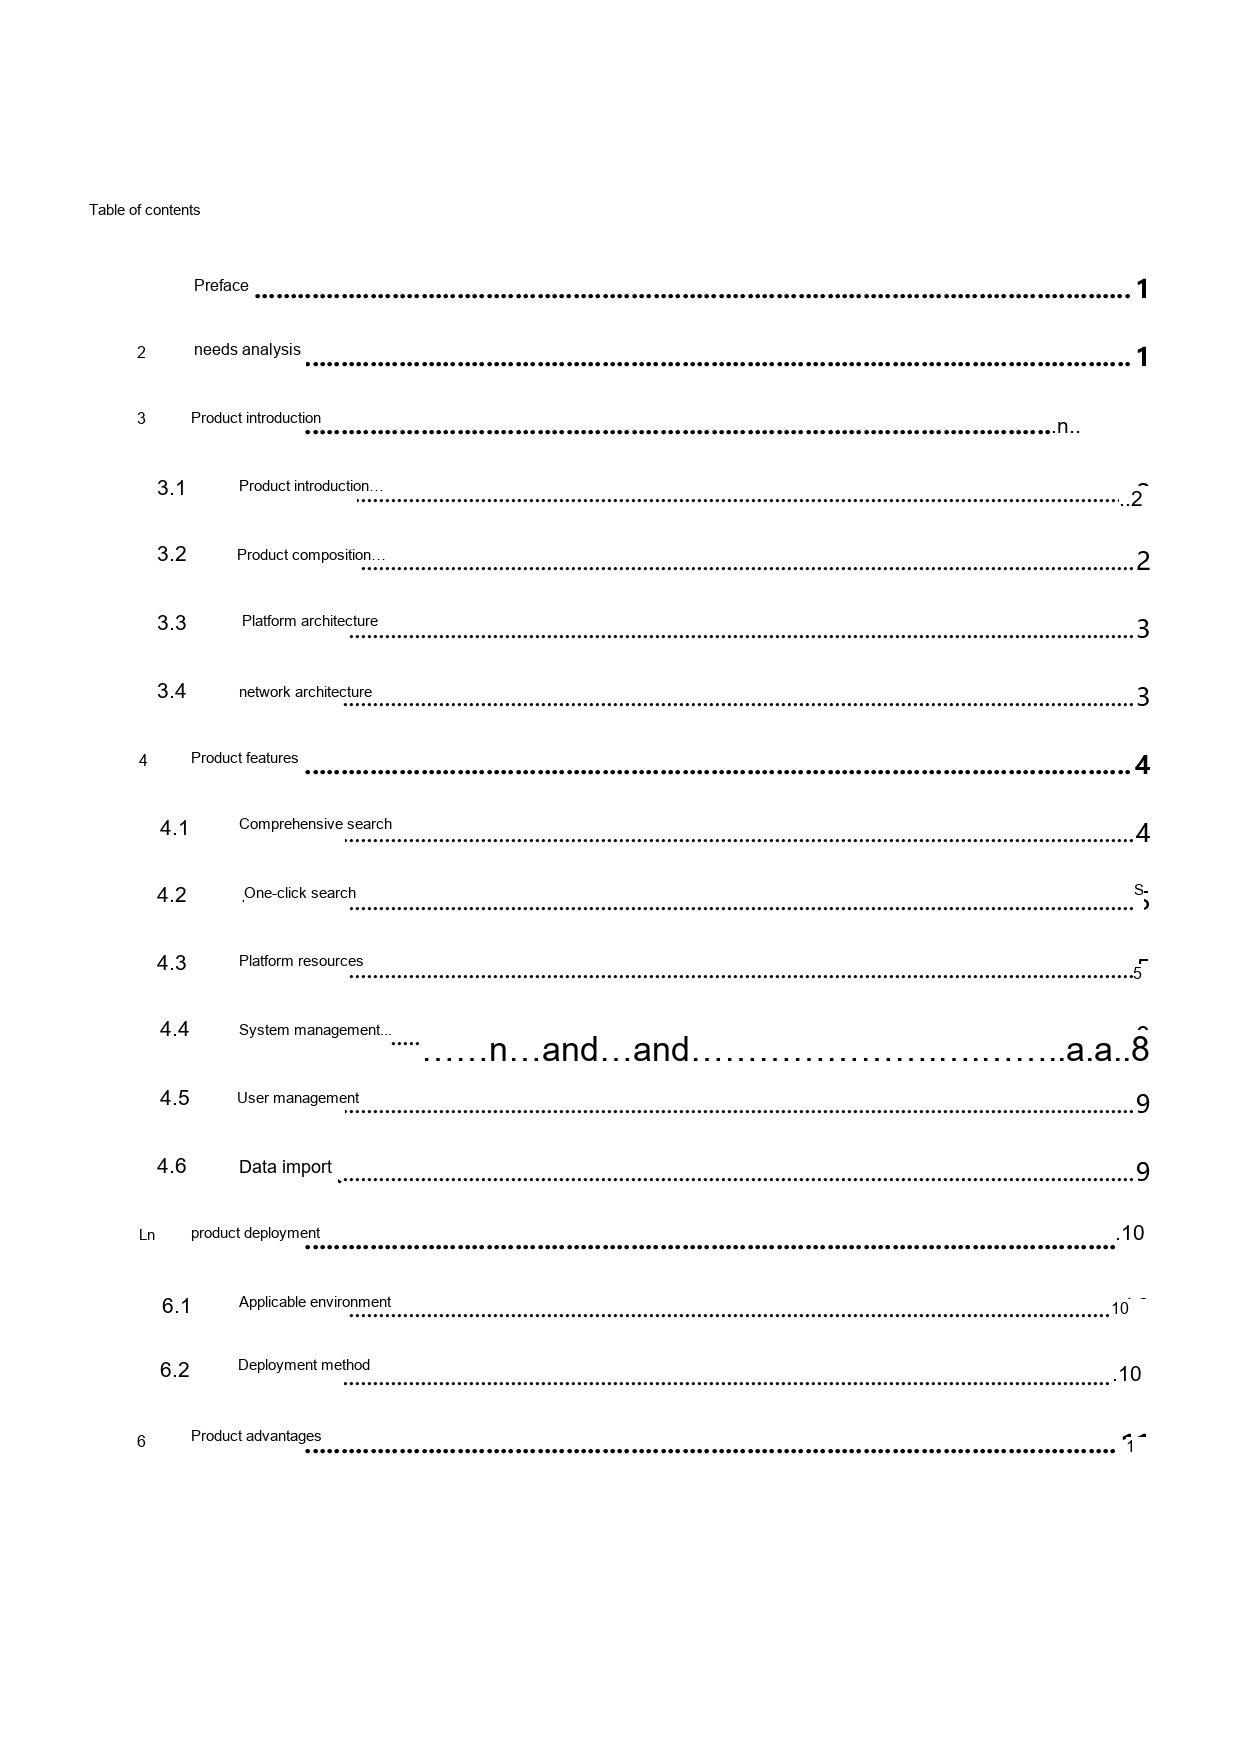 Table of contents
Preface ........ 1
2 needs analysis ........ 1
3 Product introduction ........ .n..
3.1 Product introduction… ........ ..2
3.2 Product composition… ........ 2
3.3 Platform architecture ........ 3
3.4 network architecture ........ 3
4 Product features ........ 4
4.1 Comprehensive search ........ 4
4.2 One-click search ........ S
4.3 Platform resources ........ 5
4.4 System management... ........ ……n…and…and…………………………………..a.a..8
4.5 User management ........ 9
4.6 Data import ........ 9
Ln product deployment ........ .10
6.1 Applicable environment ........ 10
6.2 Deployment method ........ .10
6 Product advantages ........ 1